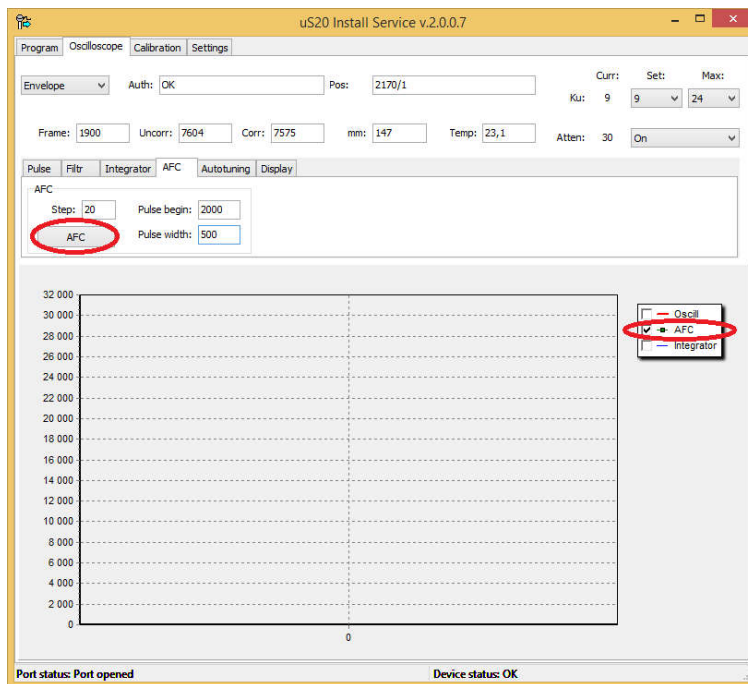 uS20 Install Service v.2.0.0.7
Program Oscilloscope Calibration Settings
Curr: Set: Max:
Envelope Auth: OK Pos: 2170/1
Ku: 9 9 24
Frame: 1900 Uncorr: 7604 Corr: 7575 mm: 147 Temp: 23,1
Atten: 30 On
Pulse Filtr Integrator AFC Autotuning Display
AFC
Step: 20 Pulse begin: 2000
AFC Pulse width: 500
32 000
30 000
28 000
26 000
24 000
22 000
20 000
18 000
16 000
14 000
12 000
10 000
8 000
6 000
4 000
2 000
0
0
Oscill
AFC
Integrator
Port status: Port opened Device status: OK